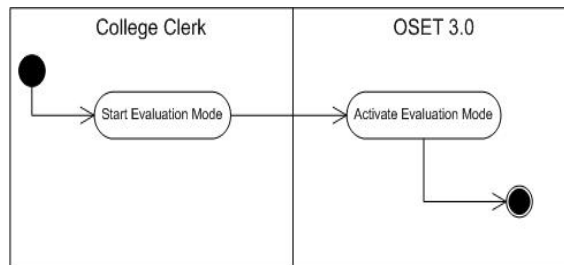 College Clerk
OSET 3.0
Start Evaluation Mode
Activate Evaluation Mode